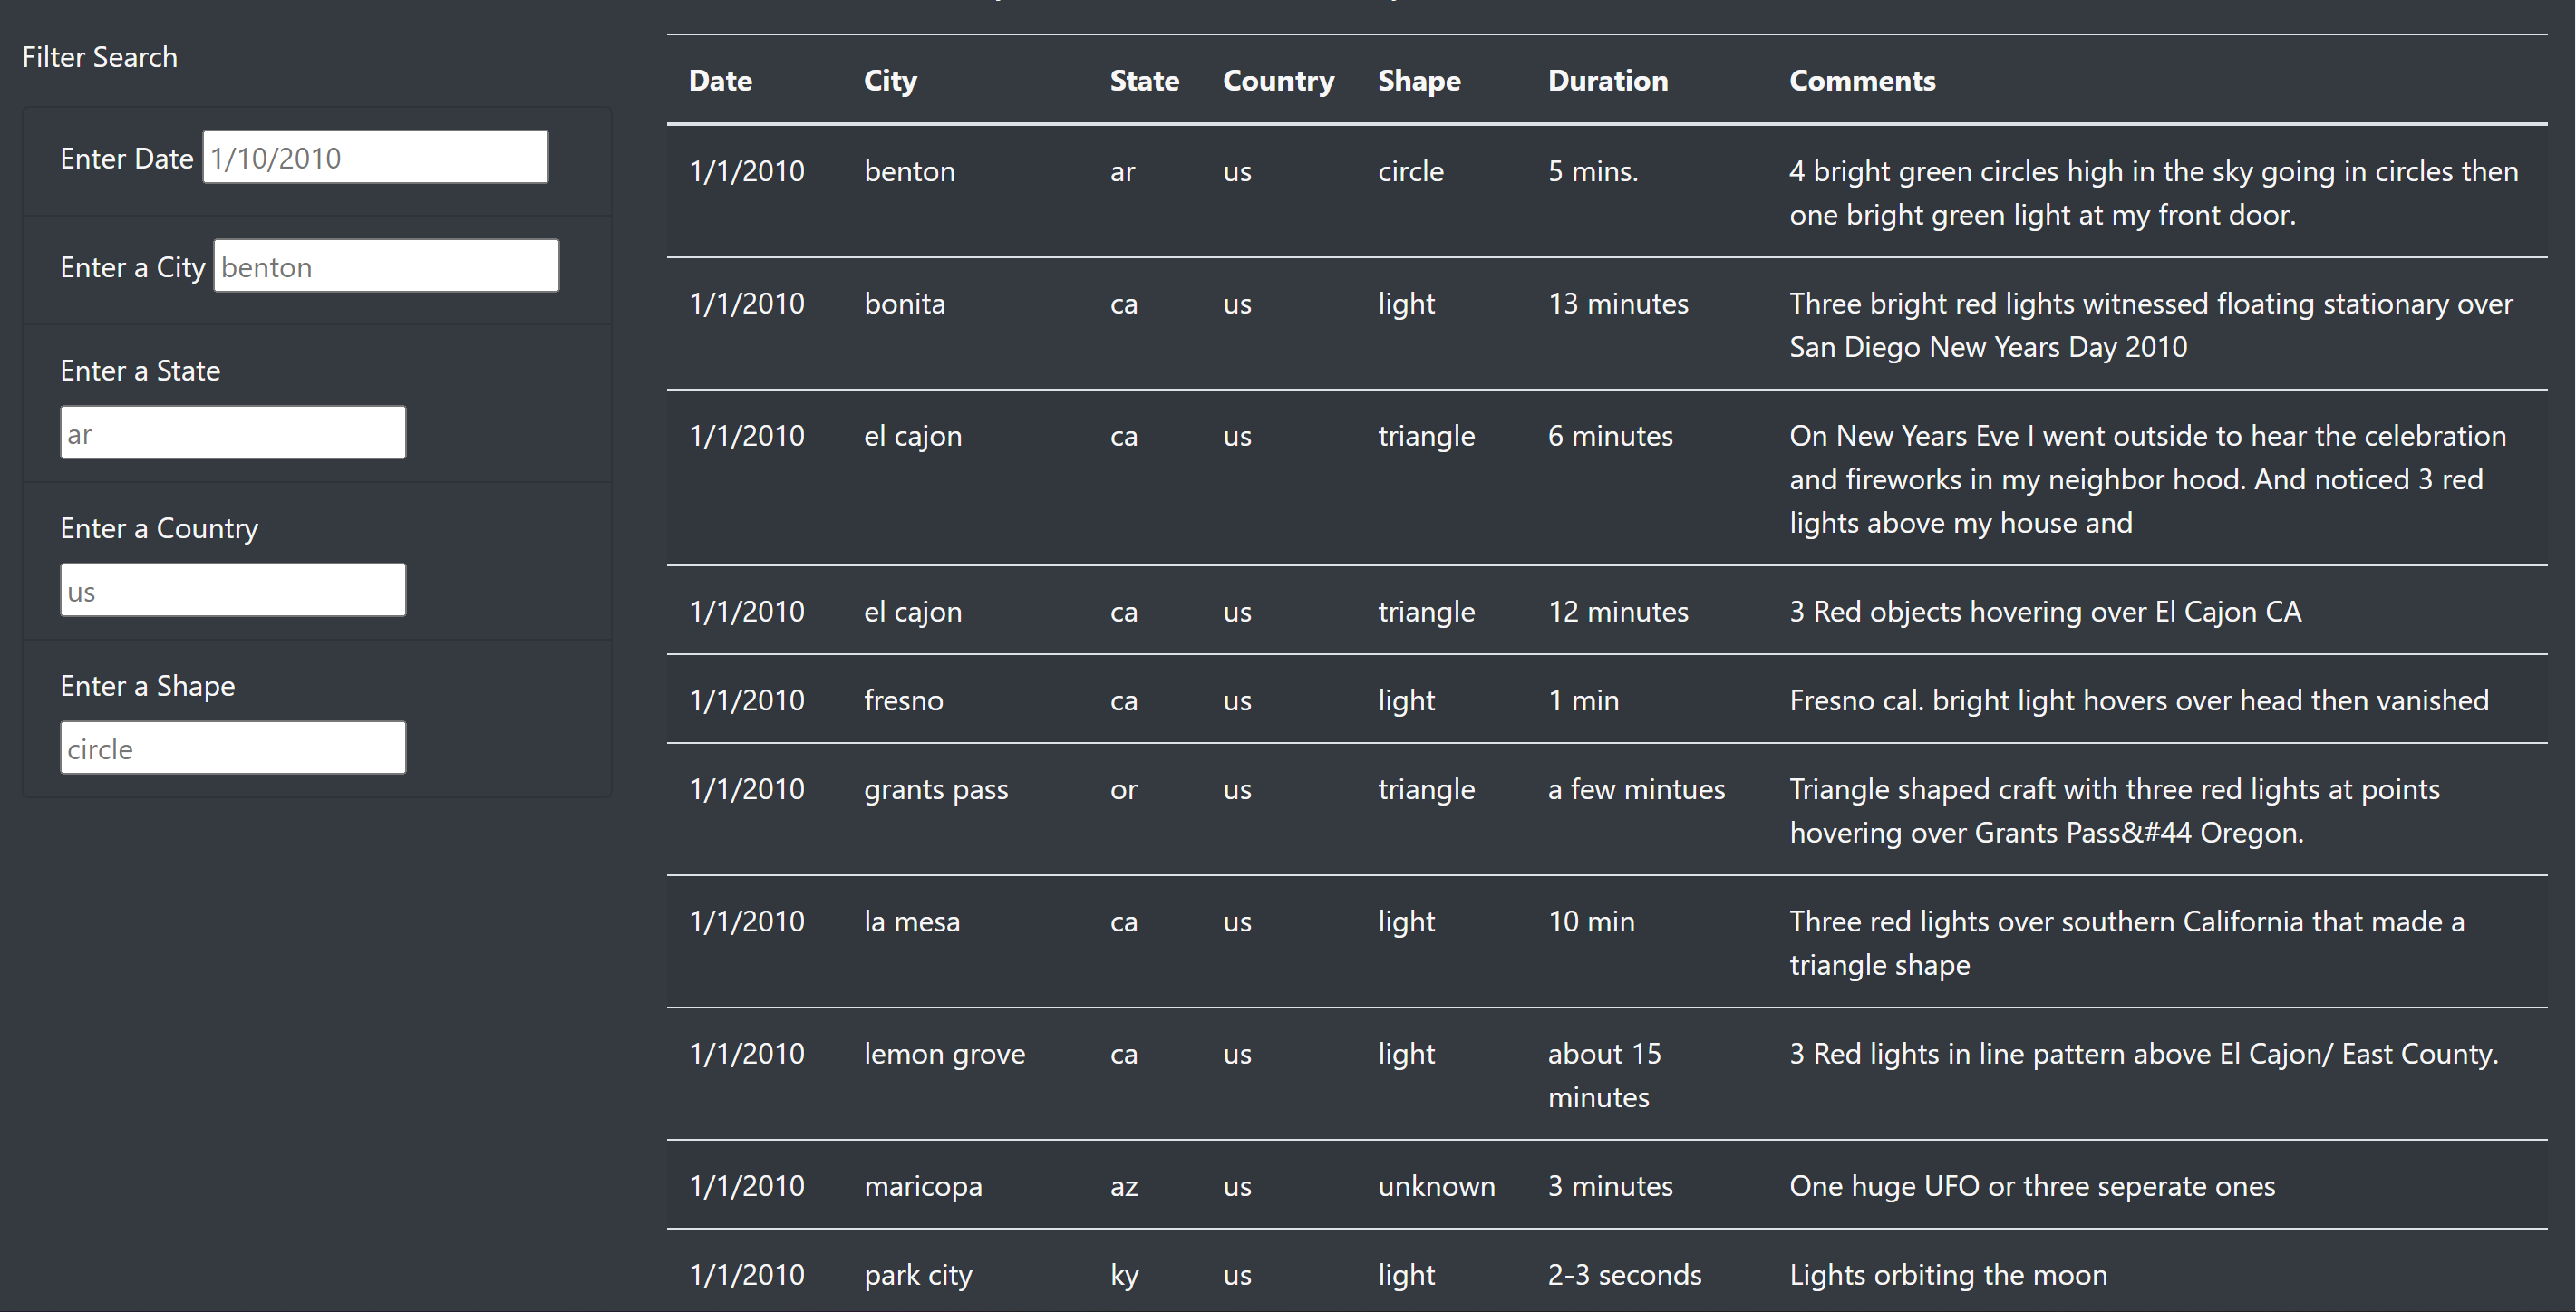 Filter Search
Enter Date 1/10/2010
Enter a City benton
Enter a State
ar
Enter a Country
us
Enter a Shape
circle
Date City State Country Shape Duration Comments
1/1/2010 benton ar us circle 5 mins. 4 bright green circles high in the sky going in circles then
one bright green light at my front door.
1/1/2010 bonita ca us light 13 minutes Three bright red lights witnessed floating stationary over
San Diego New Years Day 2010
1/1/2010 el cajon ca us triangle 6 minutes On New Years Eve I went outside to hear the celebration
and fireworks in my neighbor hood. And noticed 3 red
lights above my house and
1/1/2010 el cajon ca us triangle 12 minutes 3 Red objects hovering over El Cajon CA
1/1/2010 fresno ca us light 1 min Fresno cal. bright light hovers over head then vanished
1/1/2010 grants pass or us triangle a few mintues Triangle shaped craft with three red lights at points
hovering over Grants Pass&#44 Oregon.
1/1/2010 la mesa ca us light 10 min Three red lights over southern California that made a
triangle shape
1/1/2010 lemon grove ca us light about 15 3 Red lights in line pattern above El Cajon/ East County.
minutes
1/1/2010 maricopa az us unknown 3 minutes One huge UFO or three seperate ones
1/1/2010 park city ky us light 2-3 seconds Lights orbiting the moon